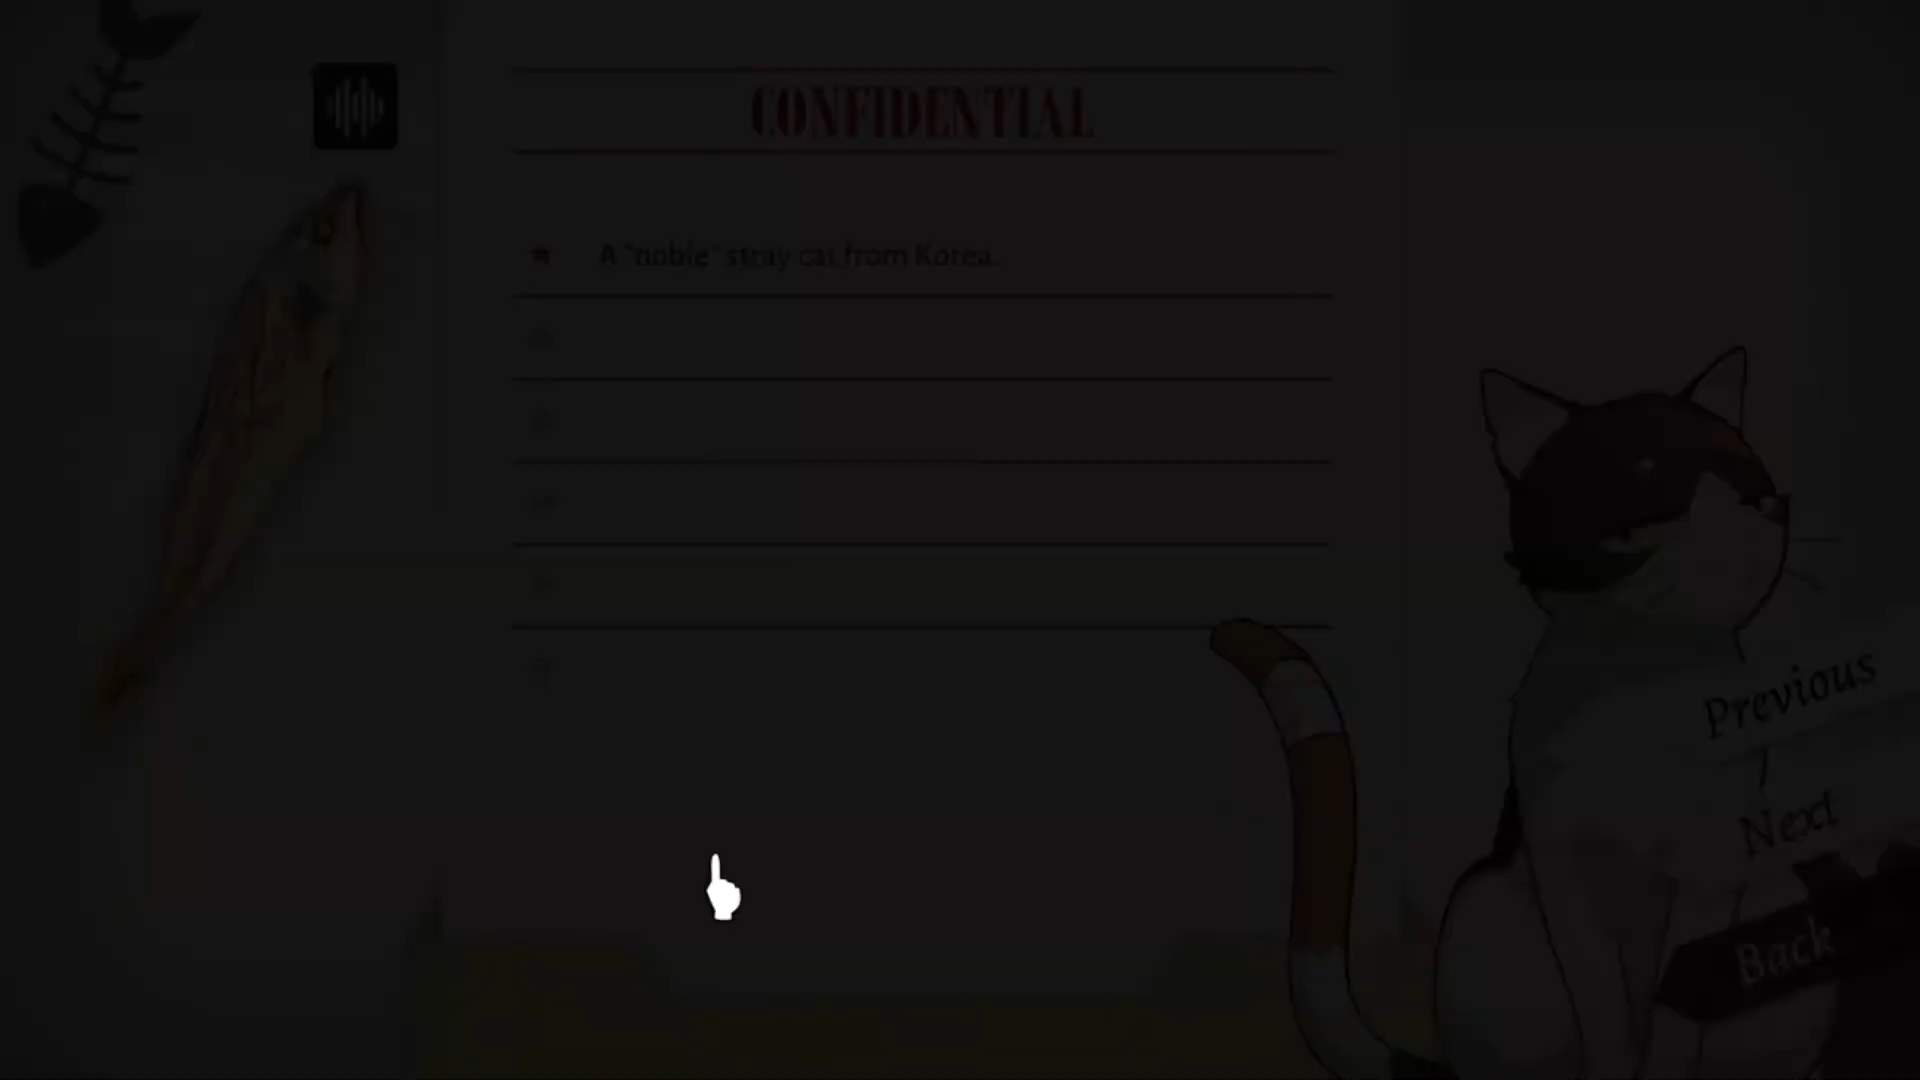 CONFIDENTIAL
A "noble" stray cat from Korea.
Previous
Next
Back